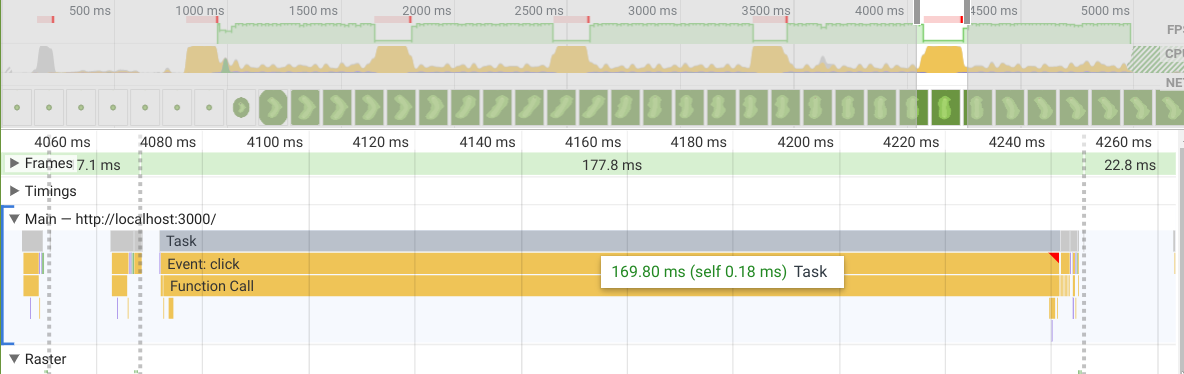 500 ms 1000 ms 1500 ms 2000 ms 2500 ms 3000 ms 3500 ms 4000 ms 4500 ms 5000 ms
FPS
CPU
NET
4060 ms 4080 ms 4100 ms 4120 ms 4140 ms 4160 ms 4180 ms 4200 ms 4220 ms 4240 ms 4260 ms
Frames 7.1 ms 177.8 ms 22.8 ms
Timings
Main — http://localhost:3000/
Task
Event: click
169.80 ms (self 0.18 ms) Task
Function Call
Raster